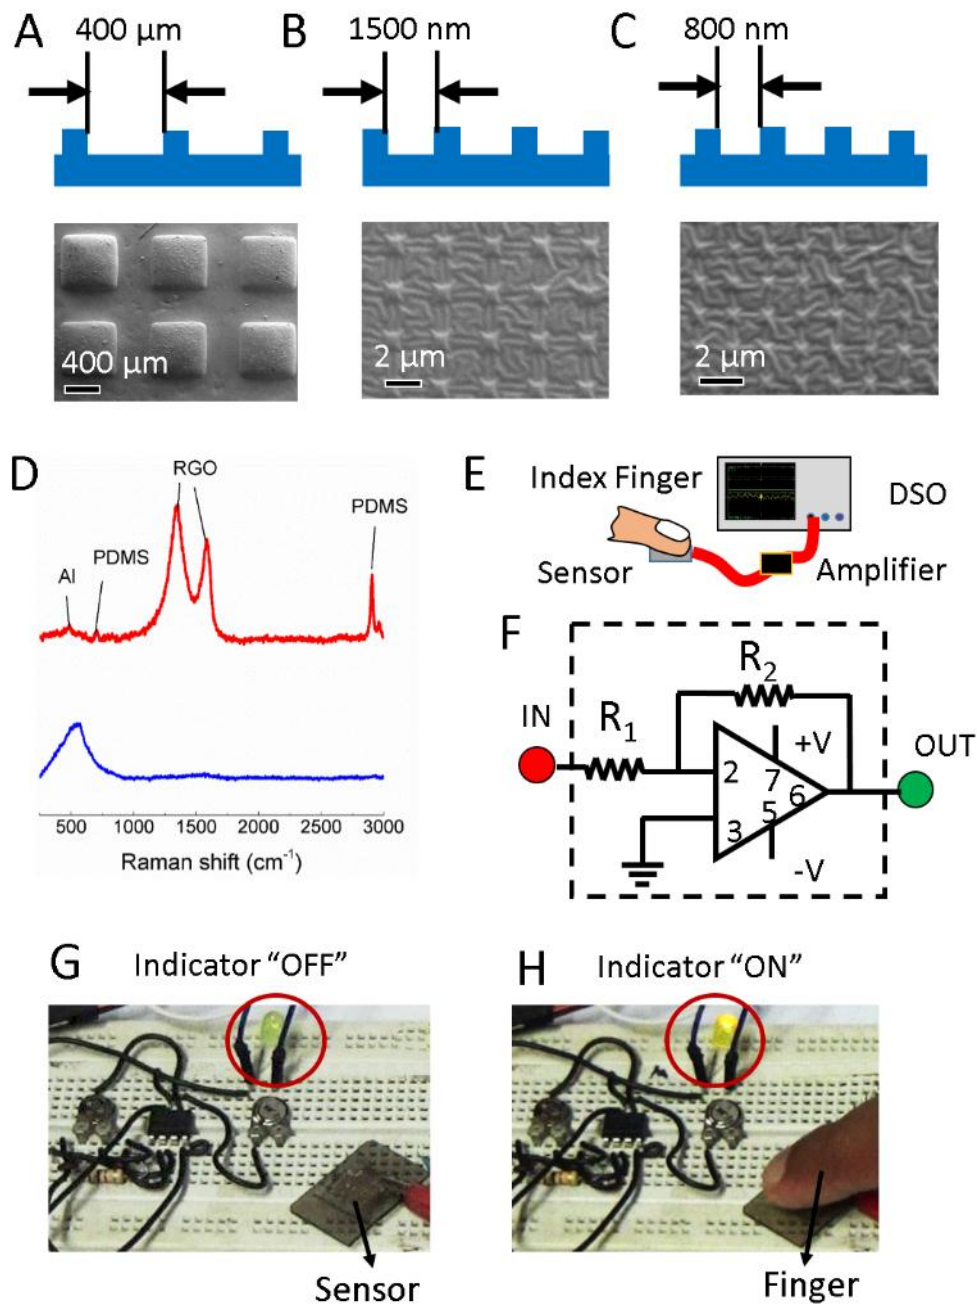 A
400 μm
B
1500 nm
C
800 nm
400 μm
2 μm
2 μm
D
RGO
PDMS
PDMS
Al
500 1000 1500 2000 2500 3000
Raman shift (cm⁻¹)
E
Index Finger
DSO
Sensor
Amplifier
F
R₂
IN
R₁
+V
OUT
2
7
6
3
5
-V
G
Indicator “OFF”
H
Indicator “ON”
Sensor
Finger